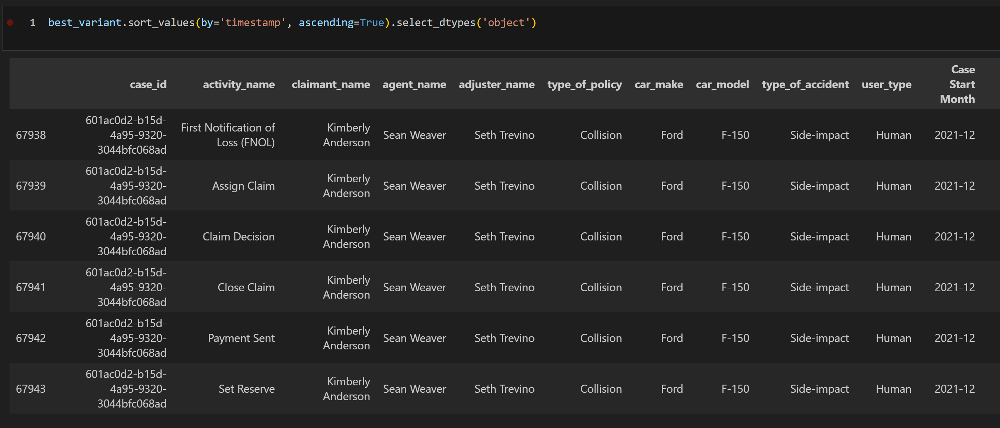 1 best_variant.sort_values(by='timestamp', ascending=True).select_dtypes('object')
case_id activity_name claimant_name agent_name adjuster_name type_of_policy car_make car_model type_of_accident user_type Case Start Month
67938 601ac0d2-b15d-4a95-9320-3044bfc068ad First Notification of Loss (FNOL) Kimberly Anderson Sean Weaver Seth Trevino Collision Ford F-150 Side-impact Human 2021-12
67939 601ac0d2-b15d-4a95-9320-3044bfc068ad Assign Claim Kimberly Anderson Sean Weaver Seth Trevino Collision Ford F-150 Side-impact Human 2021-12
67940 601ac0d2-b15d-4a95-9320-3044bfc068ad Claim Decision Kimberly Anderson Sean Weaver Seth Trevino Collision Ford F-150 Side-impact Human 2021-12
67941 601ac0d2-b15d-4a95-9320-3044bfc068ad Close Claim Kimberly Anderson Sean Weaver Seth Trevino Collision Ford F-150 Side-impact Human 2021-12
67942 601ac0d2-b15d-4a95-9320-3044bfc068ad Payment Sent Kimberly Anderson Sean Weaver Seth Trevino Collision Ford F-150 Side-impact Human 2021-12
67943 601ac0d2-b15d-4a95-9320-3044bfc068ad Set Reserve Kimberly Anderson Sean Weaver Seth Trevino Collision Ford F-150 Side-impact Human 2021-12